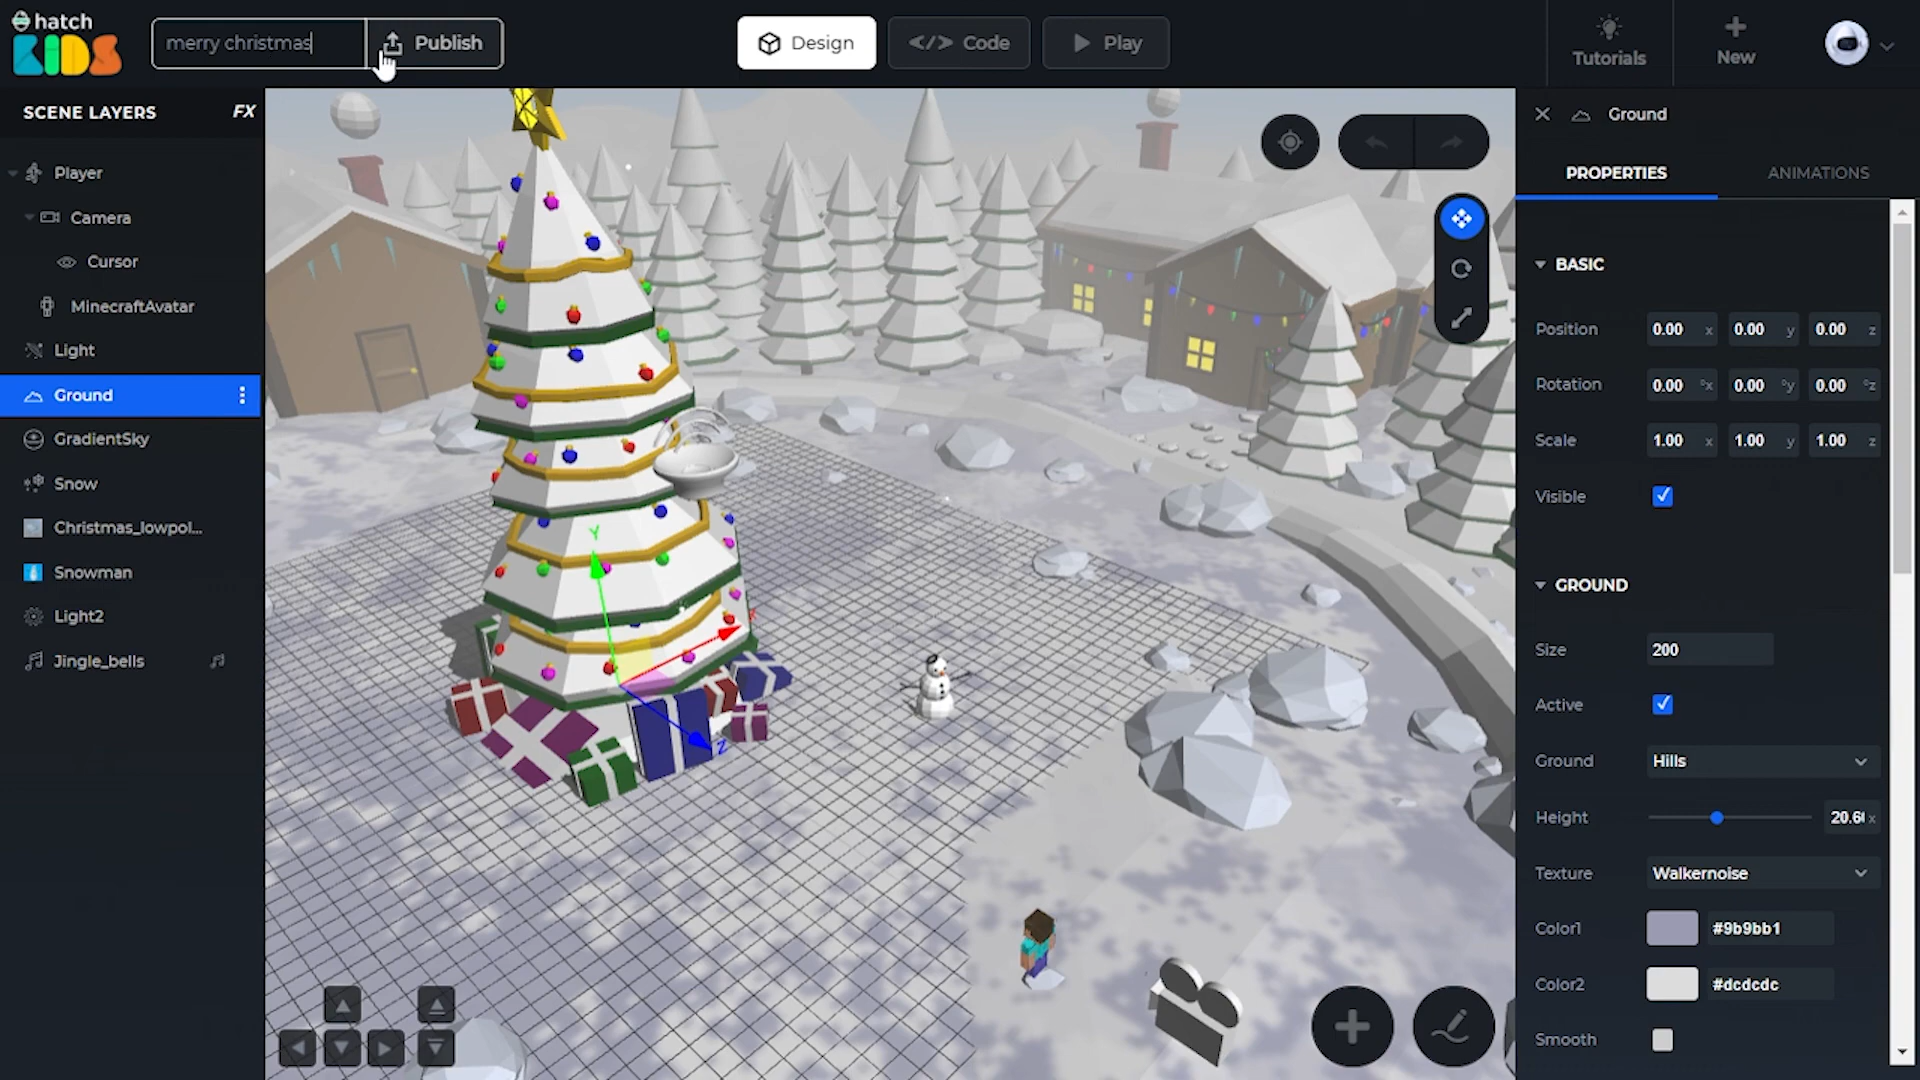 hatch
KIDS
merry christmas
Publish
Design
</> Code
Play
Tutorials
New
SCENE LAYERS
FX
Player
Camera
Cursor
MinecraftAvatar
Light
Ground
GradientSky
Snow
Christmas_lowpol...
Snowman
Light2
Jingle_bells
Y
X
Z
Ground
PROPERTIES
ANIMATIONS
BASIC
Position 0.00 x 0.00 y 0.00 z
Rotation 0.00 °x 0.00 °y 0.00 °z
Scale 1.00 x 1.00 y 1.00 z
Visible
GROUND
Size 200
Active
Ground Hills
Height 20.6 x
Texture Walkernoise
Color1 #9b9bb1
Color2 #dcdcdc
Smooth